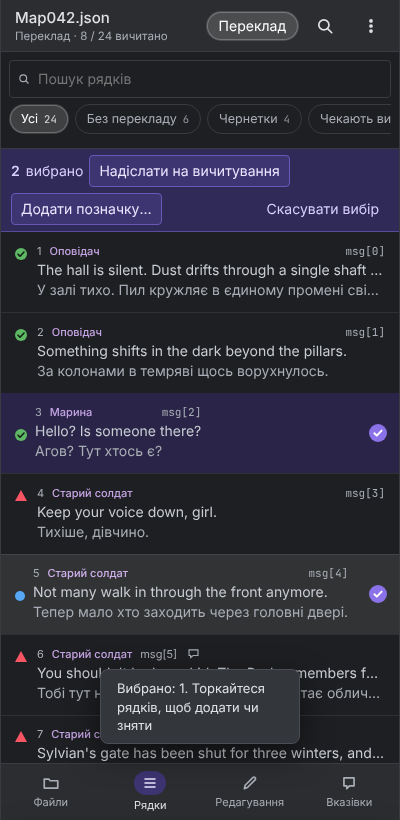 Map042.json
Переклад · 8 / 24 вичитано
Переклад
Пошук рядків
Усі 24
Без перекладу 6
Чернетки 4
Чекають ви
2 вибрано
Надіслати на вичитування
Додати позначку…
Скасувати вибір
1 Оповідач msg[0]
The hall is silent. Dust drifts through a single shaft …
У залі тихо. Пил кружляє в єдиному промені сві…
2 Оповідач msg[1]
Something shifts in the dark beyond the pillars.
За колонами в темряві щось ворухнулось.
3 Марина msg[2]
Hello? Is someone there?
Агов? Тут хтось є?
4 Старий солдат msg[3]
Keep your voice down, girl.
Тихіше, дівчино.
5 Старий солдат msg[4]
Not many walk in through the front anymore.
Тепер мало хто заходить через головні двері.
6 Старий солдат msg[5]
You members f…
Тобі тут облич…
Вибрано: 1. Торкайтеся
рядків, щоб додати чи
зняти
7 Старий
Sylvian's gate has been shut for three winters, and…
Файли
Рядки
Редагування
Вказівки